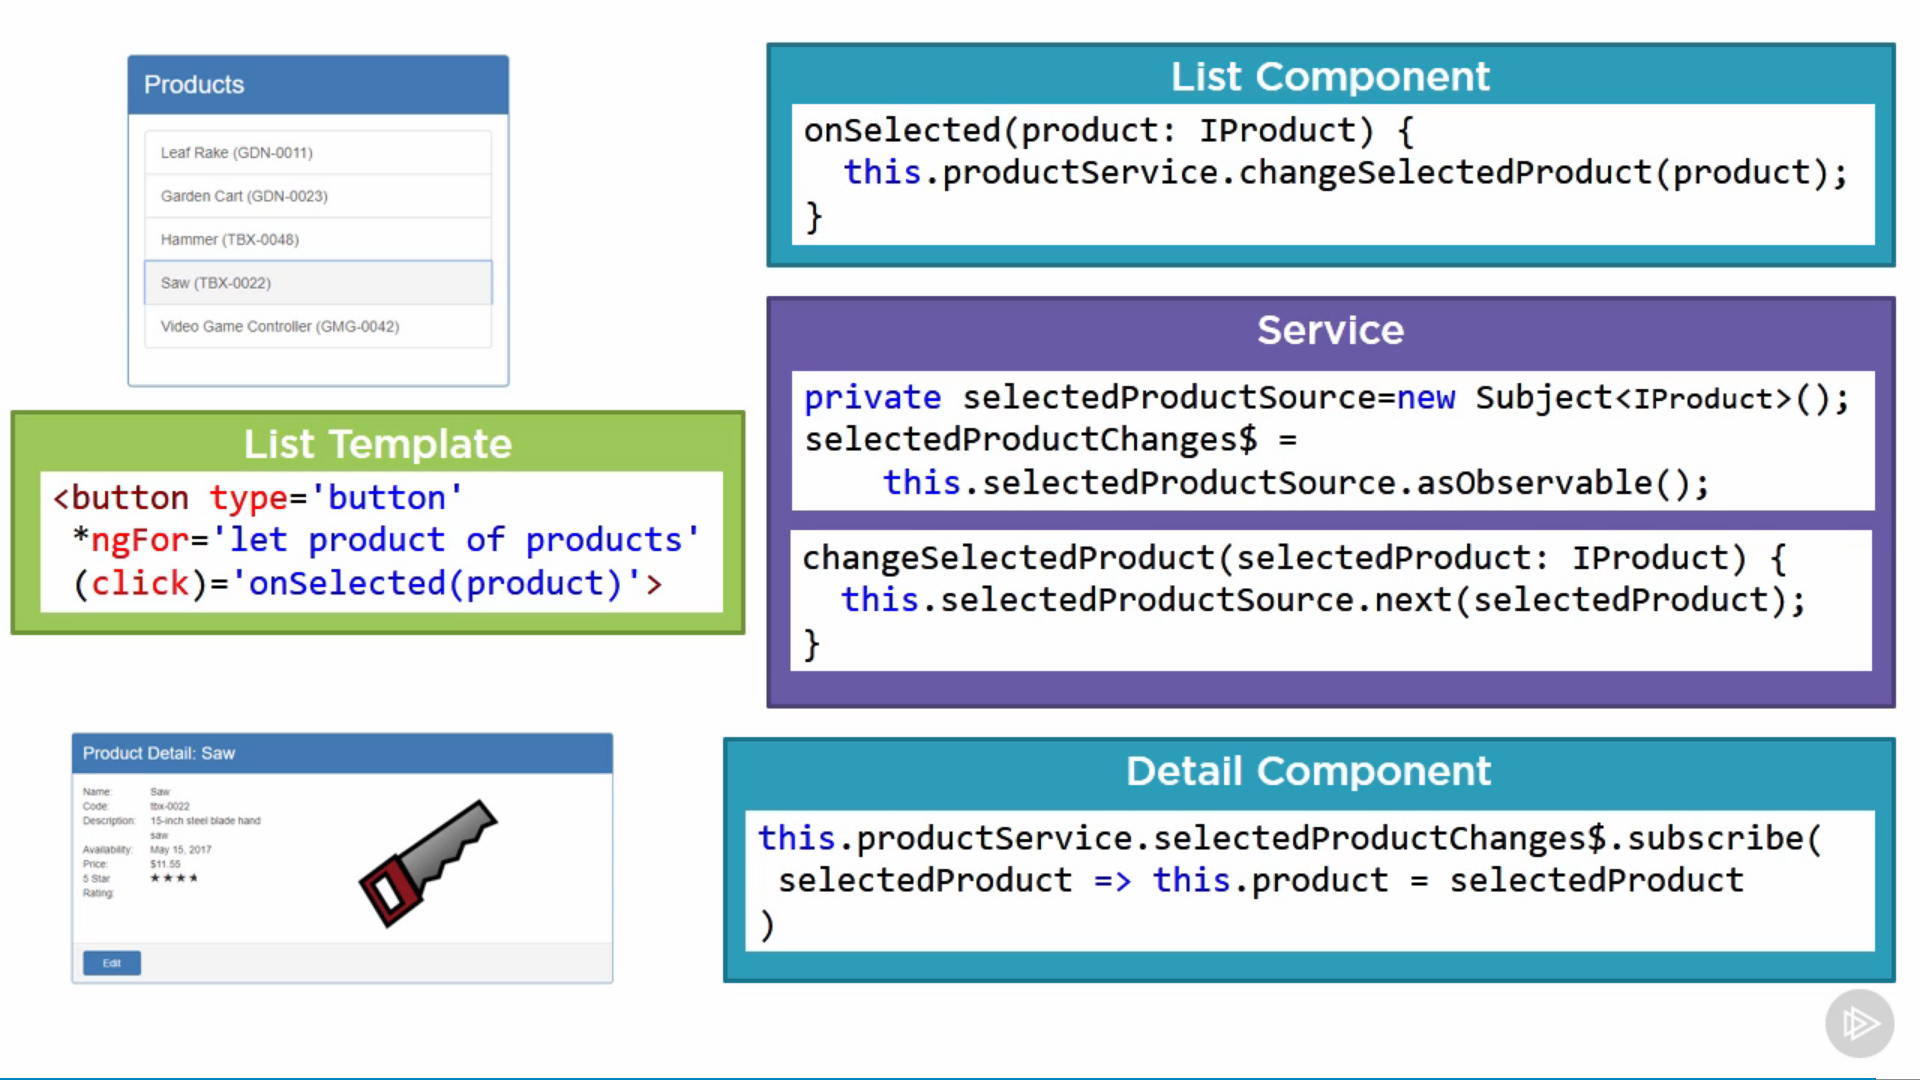 Products
Leaf Rake (GDN-0011)
Garden Cart (GDN-0023)
Hammer (TBX-0048)
Saw (TBX-0022)
Video Game Controller (GMG-0042)
List Template
<button type='button'
*ngFor='let product of products'
(click)='onSelected(product)'>
Product Detail: Saw
Name: Saw
Code: tbx-0022
Description: 15-inch steel blade hand
saw
Availability: May 15, 2017
Price: $11.55
5 Star
Rating:
Edit
List Component
onSelected(product: IProduct) {
this.productService.changeSelectedProduct(product);
}
Service
private selectedProductSource=new Subject<IProduct>();
selectedProductChanges$ =
this.selectedProductSource.asObservable();
changeSelectedProduct(selectedProduct: IProduct) {
this.selectedProductSource.next(selectedProduct);
}
Detail Component
this.productService.selectedProductChanges$.subscribe(
selectedProduct => this.product = selectedProduct
)